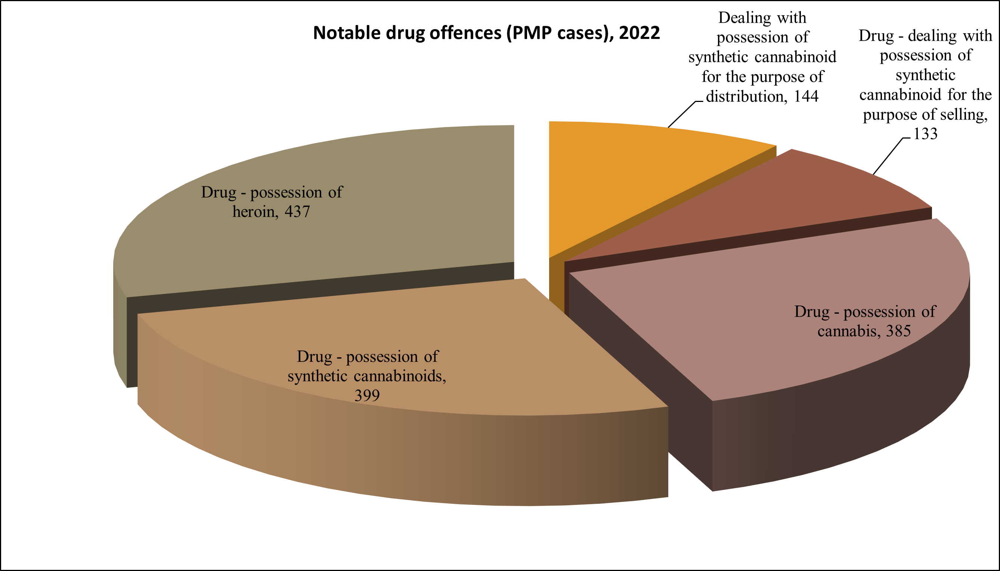 Notable drug offences (PMP cases), 2022
Dealing with
possession of
synthetic cannabinoid
for the purpose of
distribution, 144
Drug - dealing with
possession of
synthetic
cannabinoid for the
purpose of selling,
133
Drug - possession of
heroin, 437
Drug - possession of
cannabis, 385
Drug - possession of
synthetic cannabinoids,
399